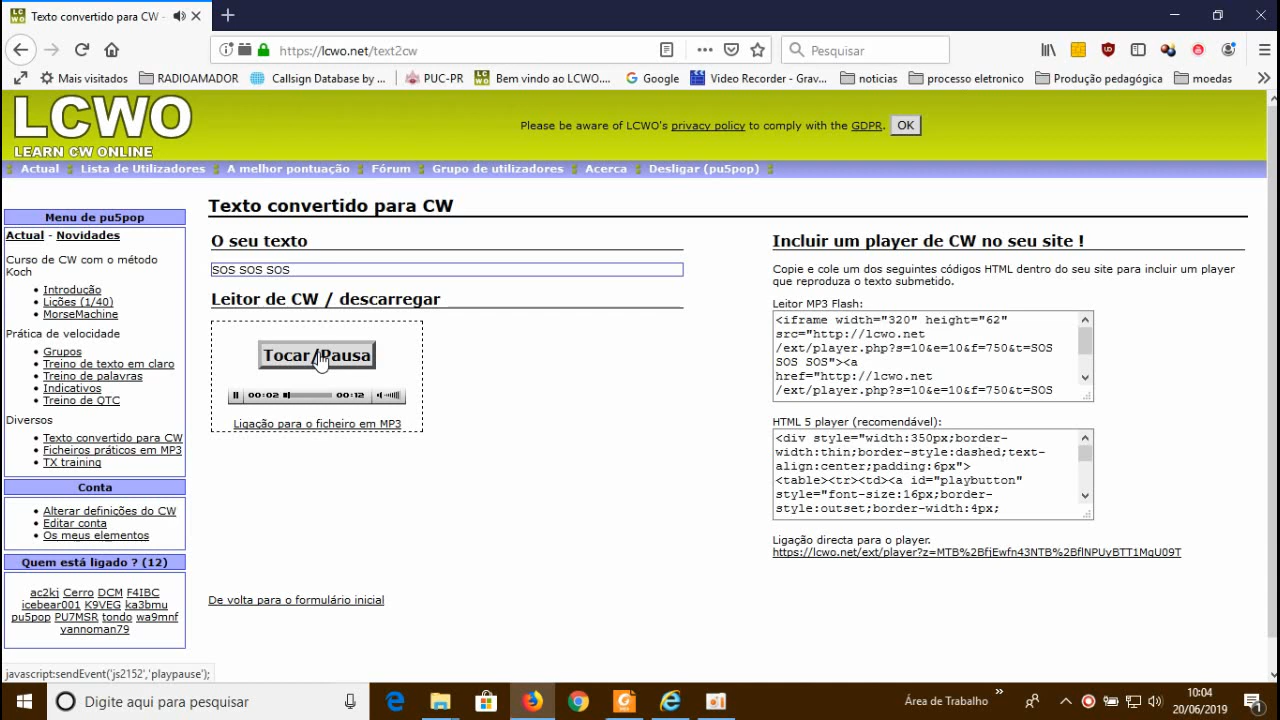 Texto convertido para CW -
https://lcwo.net/text2cw
Pesquisar
Mais visitados RADIOAMADOR Callsign Database by ... PUC-PR Bem vindo ao LCWO.... Google Video Recorder - Grav... noticias processo eletronico Produção pedagógica moedas
LCWO
LEARN CW ONLINE
Please be aware of LCWO's privacy policy to comply with the GDPR. OK
Actual Lista de Utilizadores A melhor pontuação Fórum Grupo de utilizadores Acerca Desligar (pu5pop)
Menu de pu5pop
Actual - Novidades
Curso de CW com o método
Koch
Introdução
Lições (1/40)
MorseMachine
Prática de velocidade
Grupos
Treino de texto em claro
Treino de palavras
Indicativos
Treino de QTC
Diversos
Texto convertido para CW
Ficheiros práticos em MP3
TX training
Conta
Alterar definições do CW
Editar conta
Os meus elementos
Quem está ligado ? (12)
ac2kj Cerro DCM F4IBC
icebear001 K9VEG ka3bmu
pu5pop PU7MSR tondo wa9mnf
yannoman79
Texto convertido para CW
O seu texto
SOS SOS SOS
Leitor de CW / descarregar
Tocar/Pausa
00:02 00:12
Ligação para o ficheiro em MP3
De volta para o formulário inicial
Incluir um player de CW no seu site !
Copie e cole um dos seguintes códigos HTML dentro do seu site para incluir um player
que reproduza o texto submetido.
Leitor MP3 Flash:
<iframe width="320" height="62"
src="http://lcwo.net
/ext/player.php?s=10&e=10&f=750&t=SOS
SOS SOS"><a
href="http://lcwo.net
/ext/player.php?s=10&e=10&f=750&t=SOS
HTML 5 player (recomendável):
<div style="width:350px;border-
width:thin;border-style:dashed;text-
align:center;padding:6px">
<table><tr><td><a id="playbutton"
style="font-size:16px;border-
style:outset;border-width:4px;
Ligação directa para o player.
https://lcwo.net/ext/player?z=MTB%2BfjEwfn43NTB%2BflNPUyBTT1MgU09T
javascript:sendEvent('js2152','playpause');
Digite aqui para pesquisar
Área de Trabalho
10:04
20/06/2019
1